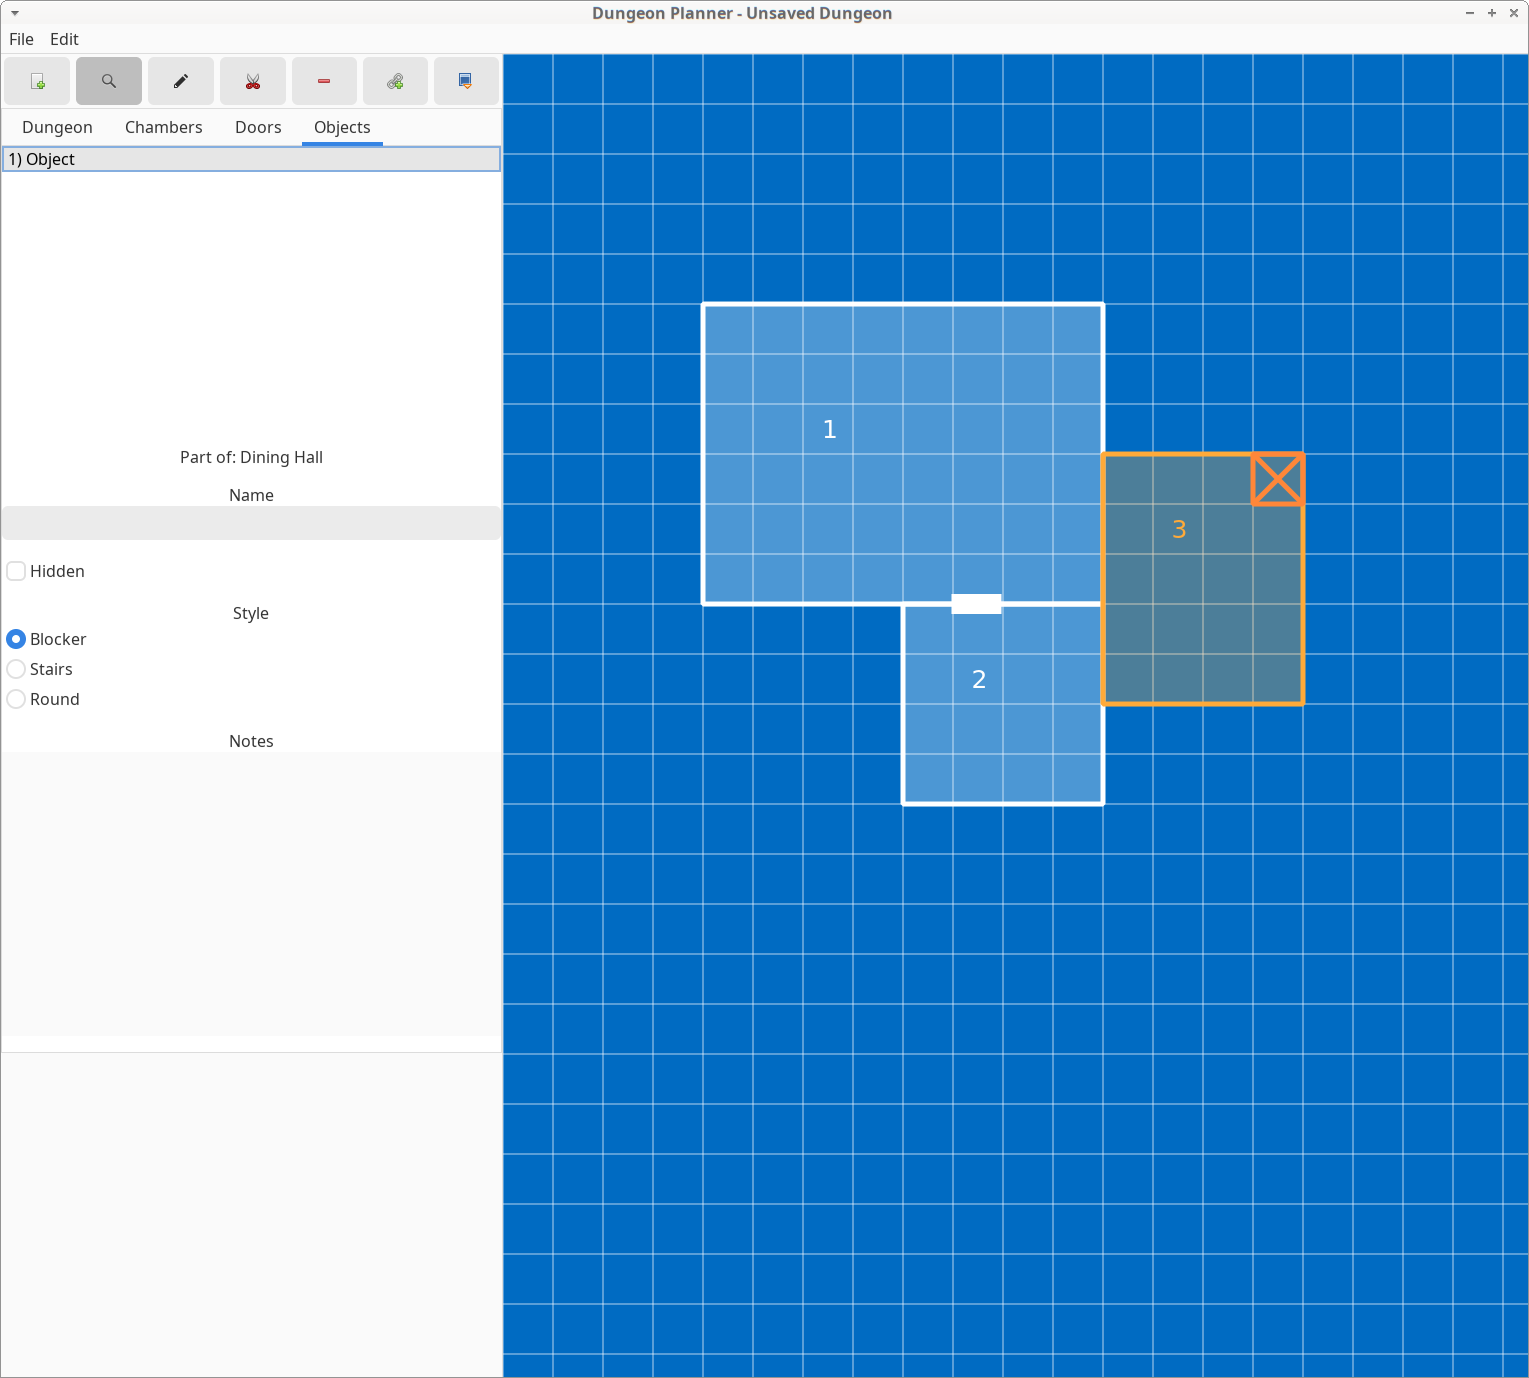 Dungeon Planner - Unsaved Dungeon
File Edit
Dungeon Chambers Doors Objects
1) Object
Part of: Dining Hall
Name
Hidden
Style
Blocker
Stairs
Round
Notes
1
3
2